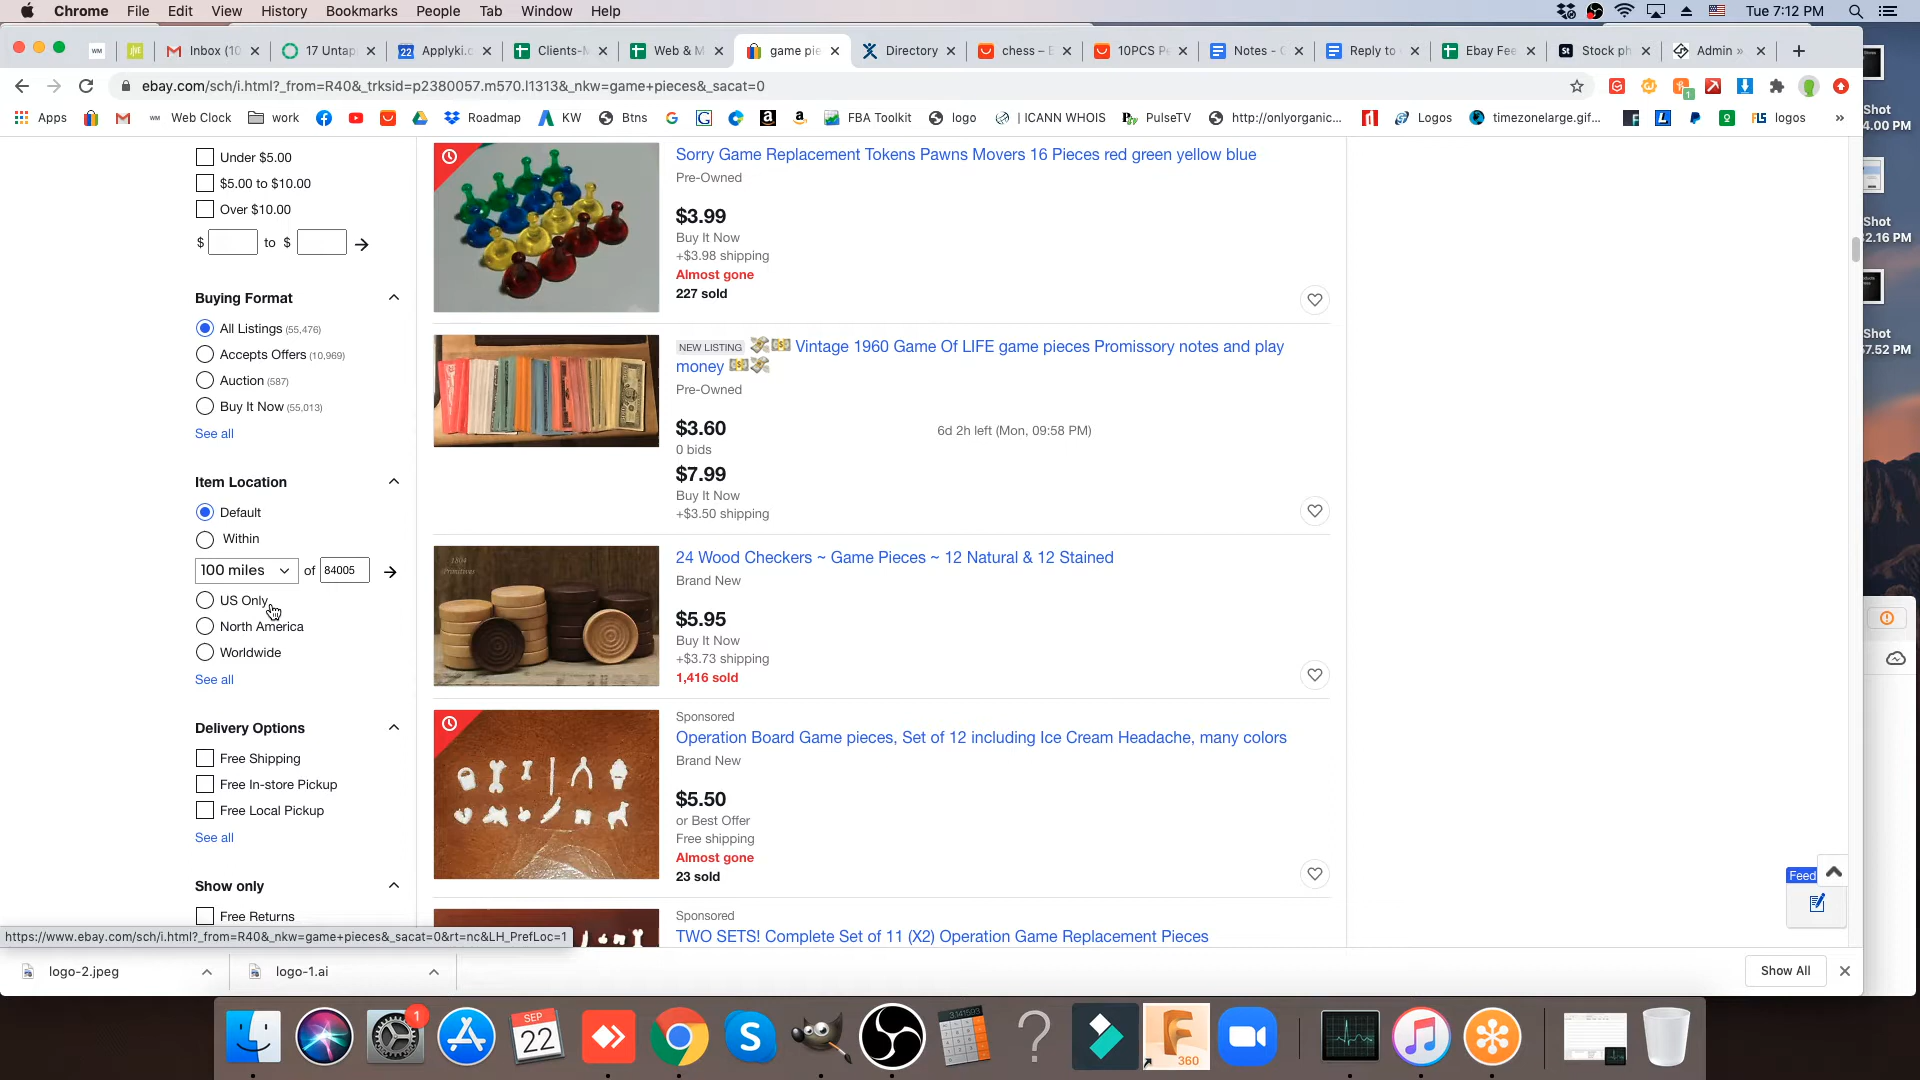 Chrome File Edit View History Bookmarks People Tab Window Help Tue 7:12 PM
WM JIVE Inbox (10 17 Untap 22 Applyki.c Clients-M Web & M game pie Directory chess – E 10PCS P Notes - Reply to Ebay Fee St Stock ph Admin »
ebay.com/sch/i.html?_from=R40&_trksid=p2380057.m570.l1313&_nkw=game+pieces&_sacat=0
Apps Web Clock work Roadmap KW Btns FBA Toolkit logo | ICANN WHOIS PulseTV http://onlyorganic... Logos timezonelarge.gif... logos »
Shot
4.00 PM
Shot
2.16 PM
Shot
57.52 PM
Under $5.00
$5.00 to $10.00
Over $10.00
$ to $
Buying Format
All Listings (55,476)
Accepts Offers (10,969)
Auction (587)
Buy It Now (55,013)
See all
Item Location
Default
Within
100 miles of 84005
US Only
North America
Worldwide
See all
Delivery Options
Free Shipping
Free In-store Pickup
Free Local Pickup
See all
Show only
Free Returns
Sorry Game Replacement Tokens Pawns Movers 16 Pieces red green yellow blue
Pre-Owned
$3.99
Buy It Now
+$3.98 shipping
Almost gone
227 sold
NEW LISTING 💸💵 Vintage 1960 Game Of LIFE game pieces Promissory notes and play
money 💵💸
Pre-Owned
$3.60
0 bids
6d 2h left (Mon, 09:58 PM)
$7.99
Buy It Now
+$3.50 shipping
1804
Primitives
24 Wood Checkers ~ Game Pieces ~ 12 Natural & 12 Stained
Brand New
$5.95
Buy It Now
+$3.73 shipping
1,416 sold
Sponsored
Operation Board Game pieces, Set of 12 including Ice Cream Headache, many colors
Brand New
$5.50
or Best Offer
Free shipping
Almost gone
23 sold
Sponsored
TWO SETS! Complete Set of 11 (X2) Operation Game Replacement Pieces
Feed
https://www.ebay.com/sch/i.html?_from=R40&_nkw=game+pieces&_sacat=0&rt=nc&LH_PrefLoc=1
logo-2.jpeg logo-1.ai Show All
1
SEP
22
3.141593
360